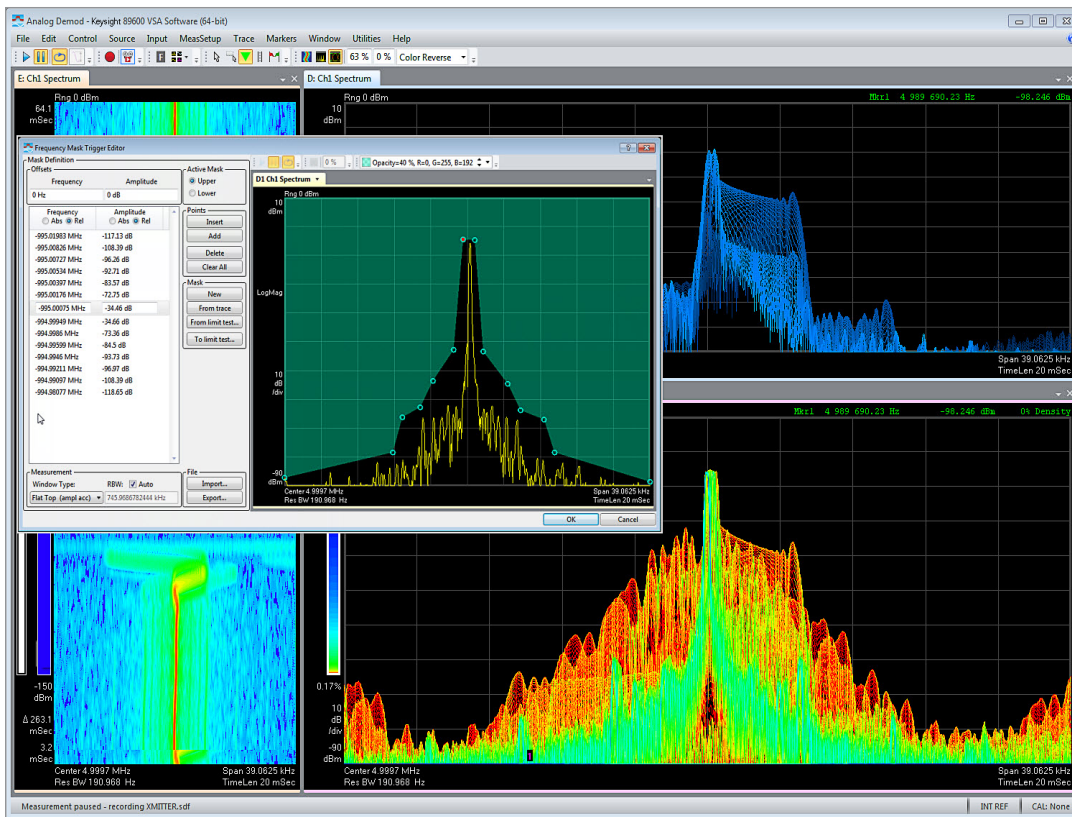 Analog Demod - Keysight 89600 VSA Software (64-bit)
File Edit Control Source Input MeasSetup Trace Markers Window Utilities Help
63 % 0 % Color Reverse
E: Ch1 Spectrum
D: Ch1 Spectrum
Rng 0 dBm
64.1
mSec
Rng 0 dBm
Mkr1 4 989 690.23 Hz -98.246 dBm
10
dBm
Frequency Mask Trigger Editor
Mask Definition
Offsets
Frequency Amplitude
0 Hz 0 dB
Frequency Amplitude
Abs Rel Abs Rel
-995.01983 MHz -117.13 dB
-995.00826 MHz -108.39 dB
-995.00727 MHz -96.26 dB
-995.00534 MHz -92.71 dB
-995.00397 MHz -83.57 dB
-995.00176 MHz -72.75 dB
-995.00075 MHz -34.46 dB
-994.99949 MHz -34.66 dB
-994.9986 MHz -73.36 dB
-994.99599 MHz -84.5 dB
-994.9946 MHz -93.73 dB
-994.99211 MHz -96.97 dB
-994.99097 MHz -108.39 dB
-994.98077 MHz -118.65 dB
Active Mask
Upper
Lower
Points
Insert
Add
Delete
Clear All
Mask
New
From trace
From limit test...
To limit test...
Measurement
Window Type: RBW: Auto
Flat Top (ampl acc) 745.9686782444 kHz
File
Import...
Export...
0 % Opacity=40 %, R=0, G=255, B=192
D1 Ch1 Spectrum
Rng 0 dBm
10
dBm
LogMag
10
dB
/div
-90
dBm
Center 4.9997 MHz Span 39.0625 kHz
Res BW 190.968 Hz TimeLen 20 mSec
OK Cancel
Span 39.0625 kHz
TimeLen 20 mSec
Mkr1 4 989 690.23 Hz -98.246 dBm 0% Density
-150
dBm
Δ 263.1
mSec
3.2
mSec
Center 4.9997 MHz Span 39.0625 kHz
Res BW 190.968 Hz TimeLen 20 mSec
0.17%
10
dB
/div
-90
dBm
1
Center 4.9997 MHz Span 39.0625 kHz
Res BW 190.968 Hz TimeLen 20 mSec
Measurement paused - recording XMITTER.sdf INT REF CAL: None